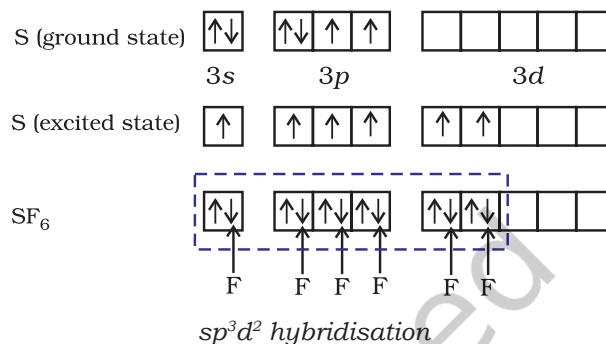 S (ground state)
3s 3p 3d
S (excited state)
SF₆
F F F F F F
sp³d² hybridisation